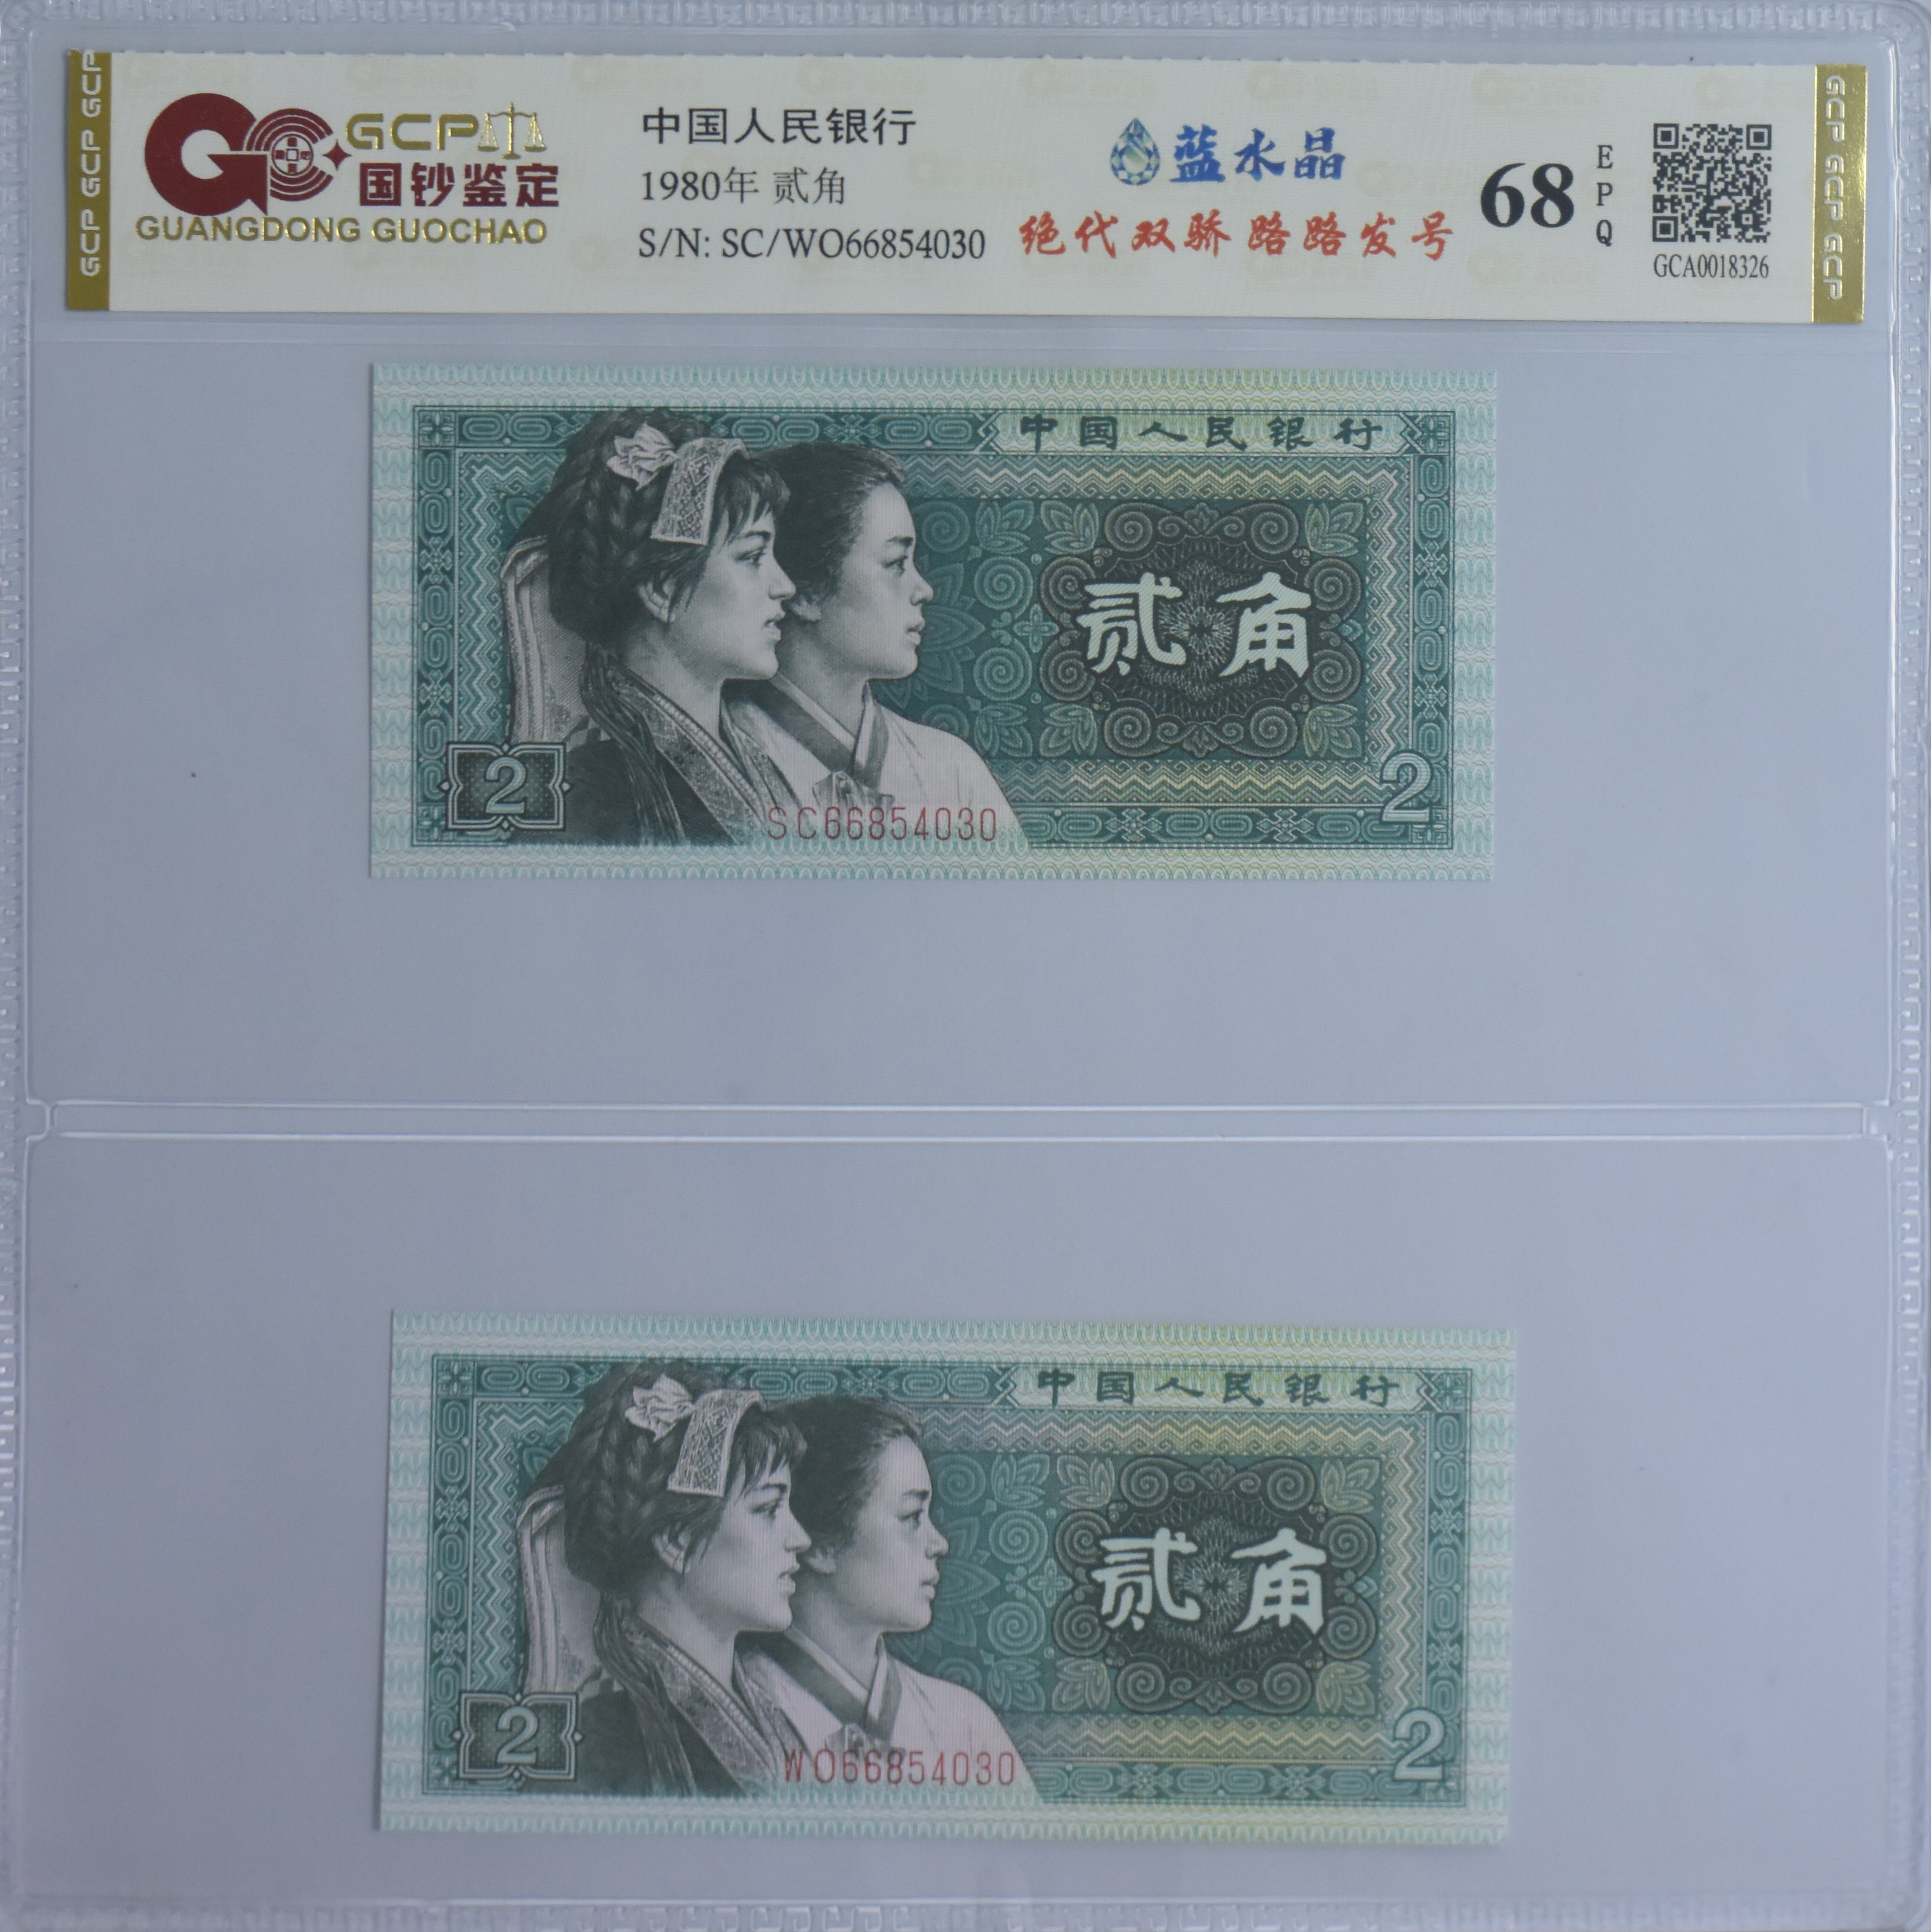 GCP GCP GCP
GCP
国钞鉴定
GUANGDONG GUOCHAO
中国人民银行
1980年 贰角
S/N: SC/WO66854030
蓝水晶
绝代双骄 路路发号
68
EPQ
GCA0018326
GCP GCP GCP
中国人民银行
贰角
2
2
SC66854030
中国人民银行
贰角
2
2
WO66854030